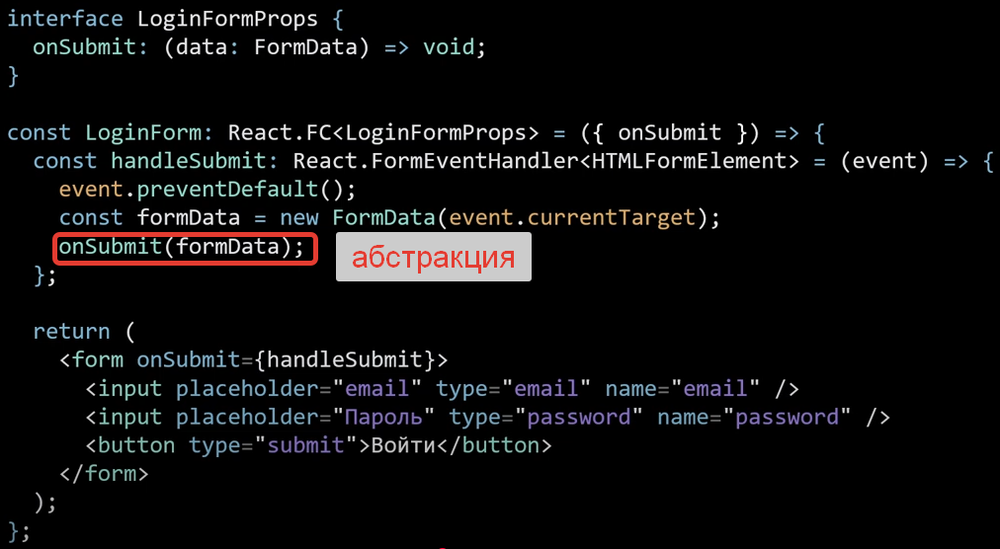 interface LoginFormProps {
  onSubmit: (data: FormData) => void;
}

const LoginForm: React.FC<LoginFormProps> = ({ onSubmit }) => {
  const handleSubmit: React.FormEventHandler<HTMLFormElement> = (event) => {
    event.preventDefault();
    const formData = new FormData(event.currentTarget);
    onSubmit(formData); абстракция
  };

  return (
    <form onSubmit={handleSubmit}>
      <input placeholder="email" type="email" name="email" />
      <input placeholder="Пароль" type="password" name="password" />
      <button type="submit">Войти</button>
    </form>
  );
};